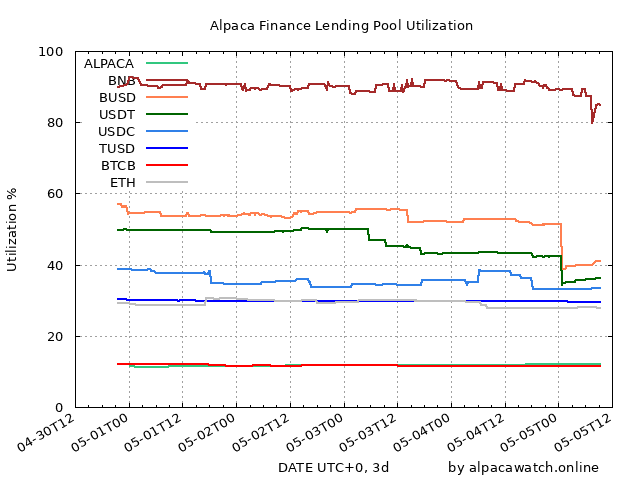 Alpaca Finance Lending Pool Utilization
Utilization %
100
80
60
40
20
0
ALPACA
BNB
BUSD
USDT
USDC
TUSD
BTCB
ETH
04-30T12
05-01T00
05-01T12
05-02T00
05-02T12
05-03T00
05-03T12
05-04T00
05-04T12
05-05T00
05-05T12
DATE UTC+0, 3d
by alpacawatch.online